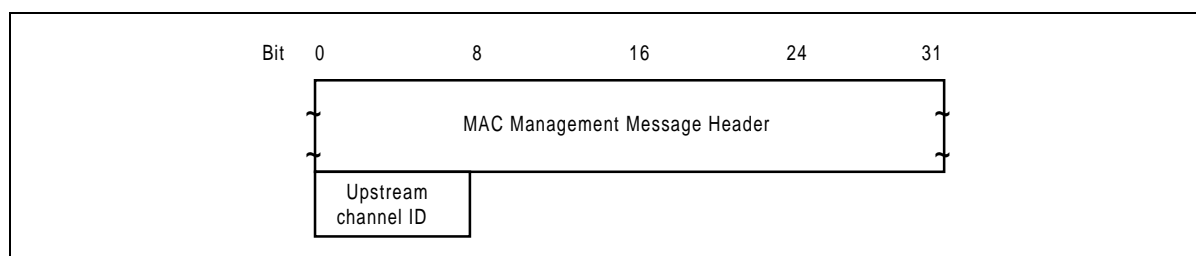 Bit 0 8 16 24 31
MAC Management Message Header
Upstream
channel ID